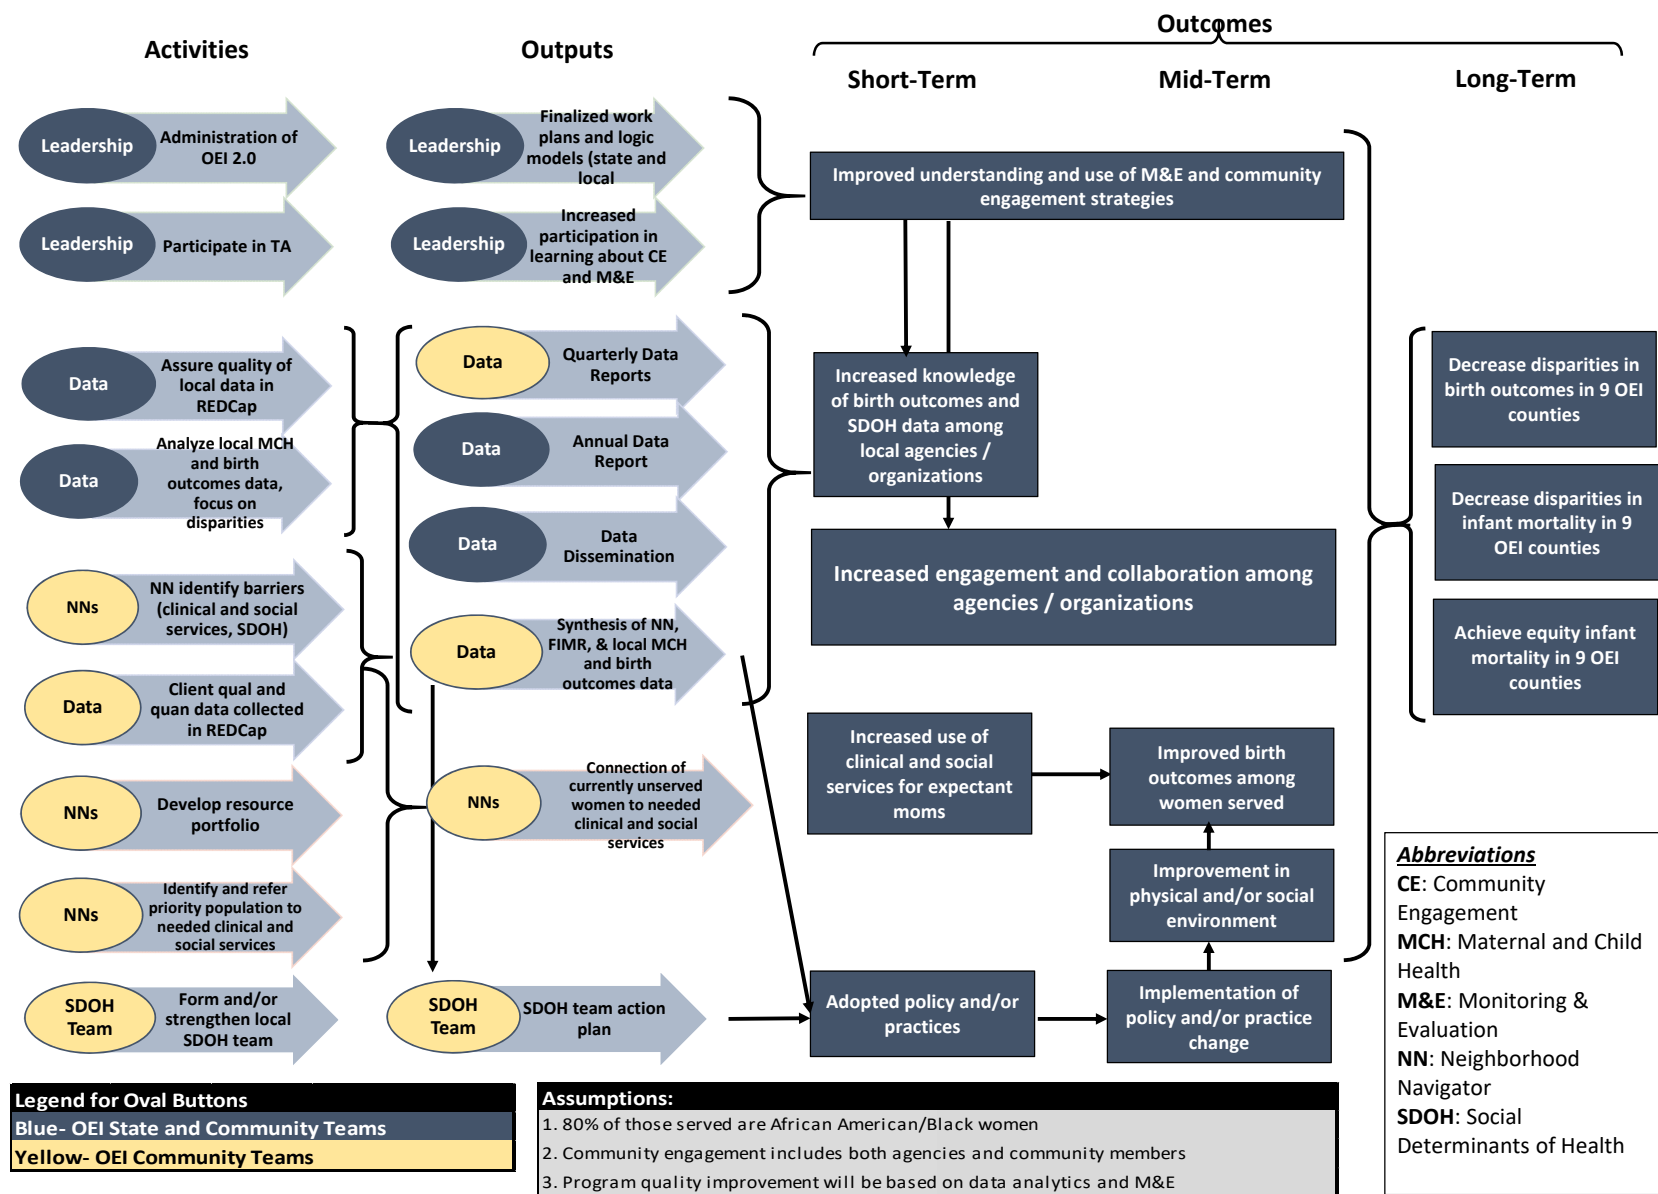 Outcomes
Activities
Outputs
Short-Term
Mid-Term
Long-Term
Leadership
Administration of
OEI 2.0
Leadership
Participate in TA
Data
Assure quality of
local data in
REDCap
Data
Analyze local MCH
and birth
outcomes data,
focus on
disparities
NNs
NN identify barriers
(clinical and social
services, SDOH)
Data
Client qual and
quan data collected
in REDCap
NNs
Develop resource
portfolio
NNs
Identify and refer
priority population to
needed clinical and
social services
SDOH
Team
Form and/or
strengthen local
SDOH team
Leadership
Finalized work
plans and logic
models (state and
local
Leadership
Increased
participation in
learning about CE
and M&E
Data
Quarterly Data
Reports
Data
Annual Data
Report
Data
Data
Dissemination
Data
Synthesis of NN,
FIMR, & local MCH
and birth
outcomes data
NNs
Connection of
currently unserved
women to needed
clinical and social
services
SDOH
Team
SDOH team action
plan
Improved understanding and use of M&E and community
engagement strategies
Increased knowledge
of birth outcomes and
SDOH data among
local agencies /
organizations
Increased engagement and collaboration among
agencies / organizations
Increased use of
clinical and social
services for expectant
moms
Improved birth
outcomes among
women served
Improvement in
physical and/or social
environment
Adopted policy and/or
practices
Implementation of
policy and/or practice
change
Decrease disparities in
birth outcomes in 9 OEI
counties
Decrease disparities in
infant mortality in 9
OEI counties
Achieve equity infant
mortality in 9 OEI
counties
Abbreviations
CE: Community
Engagement
MCH: Maternal and Child
Health
M&E: Monitoring &
Evaluation
NN: Neighborhood
Navigator
SDOH: Social
Determinants of Health
Legend for Oval Buttons
Blue- OEI State and Community Teams
Yellow- OEI Community Teams
Assumptions:
1. 80% of those served are African American/Black women
2. Community engagement includes both agencies and community members
3. Program quality improvement will be based on data analytics and M&E